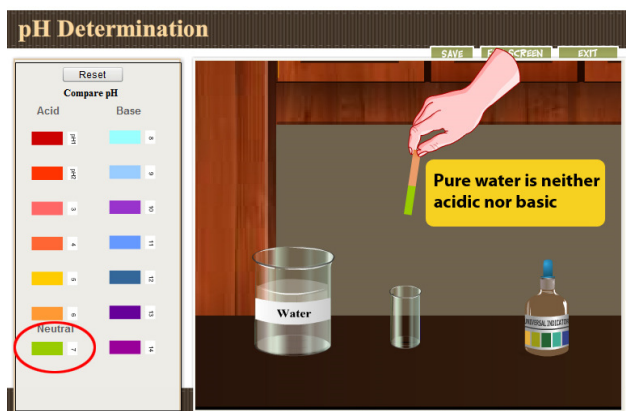 pH Determination
SAVE
EXIT
Reset
Compare pH
Acid Base
pH1 8
pH2 9
3 10
4 11
5 12
6 13
Neutral
7 14
Pure water is neither
acidic nor basic
Water
UNIVERSAL INDICATOR